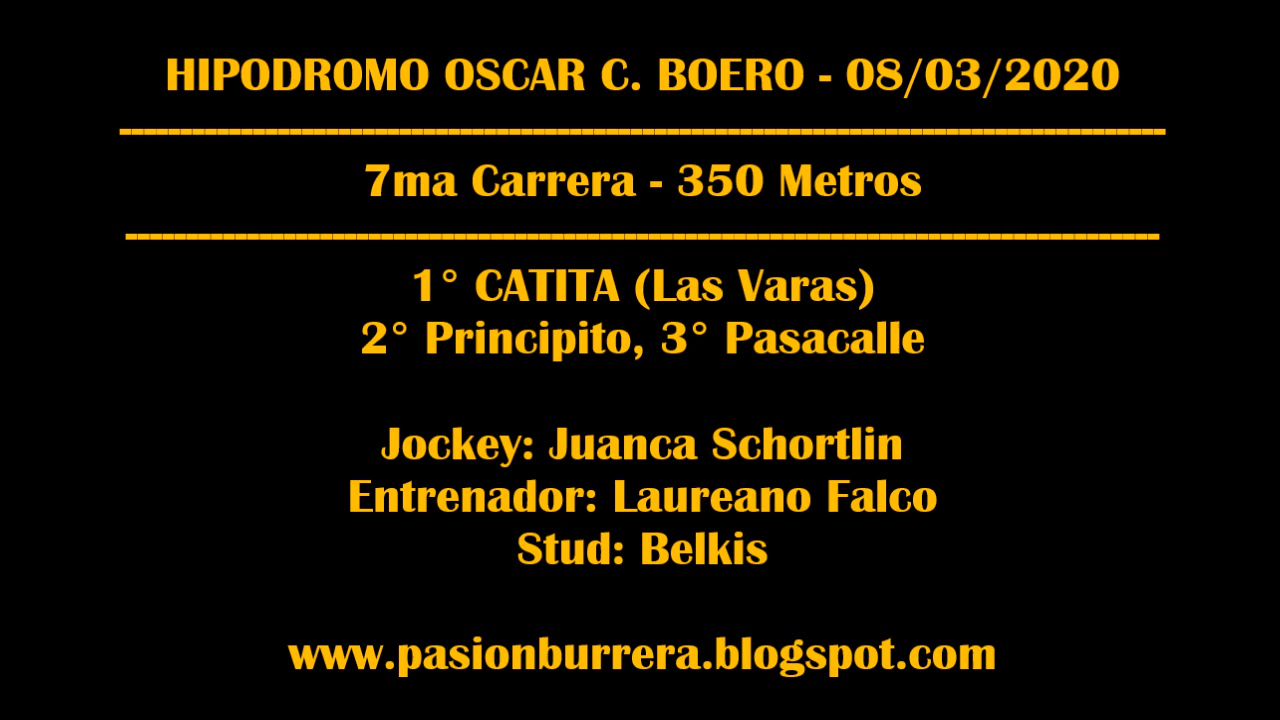 HIPODROMO OSCAR C. BOERO - 08/03/2020
7ma Carrera - 350 Metros
1° CATITA (Las Varas)
2° Principito, 3° Pasacalle
Jockey: Juanca Schortlin
Entrenador: Laureano Falco
Stud: Belkis
www.pasionburrera.blogspot.com